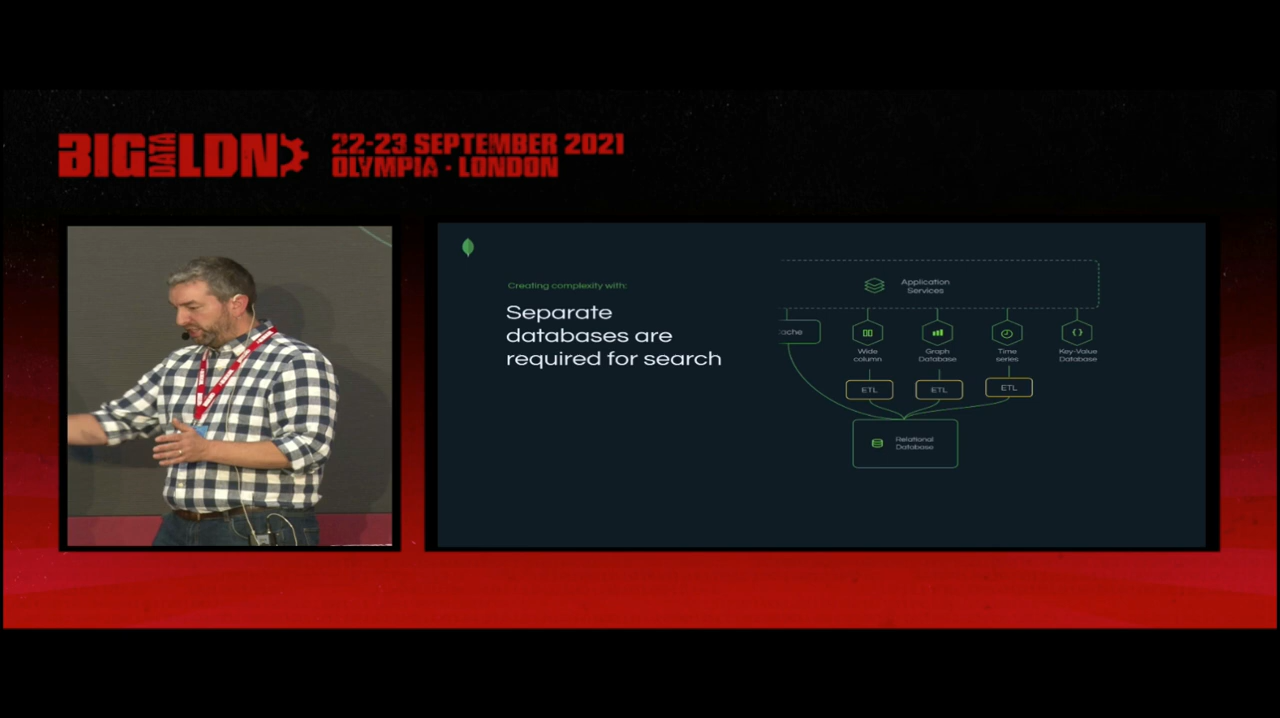 BIG DATA LDN
22-23 SEPTEMBER 2021
OLYMPIA · LONDON
Creating complexity with:
Separate
databases are
required for search
Application
Services
ache
Wide
column
Graph
Database
Time
series
Key-Value
Database
ETL
ETL
ETL
Relational
Database